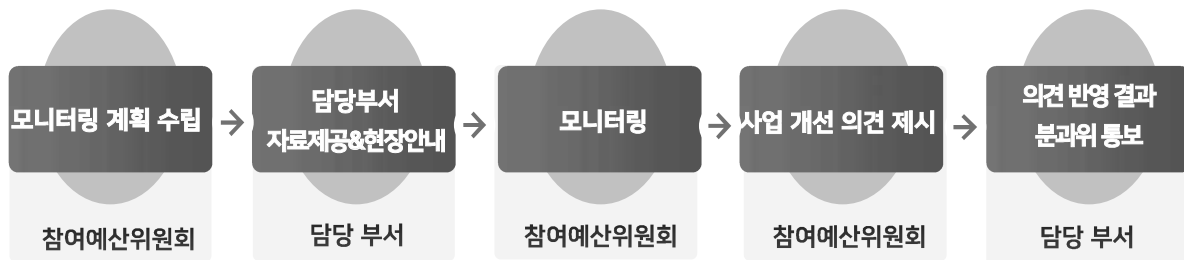 모니터링 계획 수립
담당부서
자료제공&현장안내
모니터링
사업 개선 의견 제시
의견 반영 결과
분과위 통보
참여예산위원회
담당 부서
참여예산위원회
참여예산위원회
담당 부서